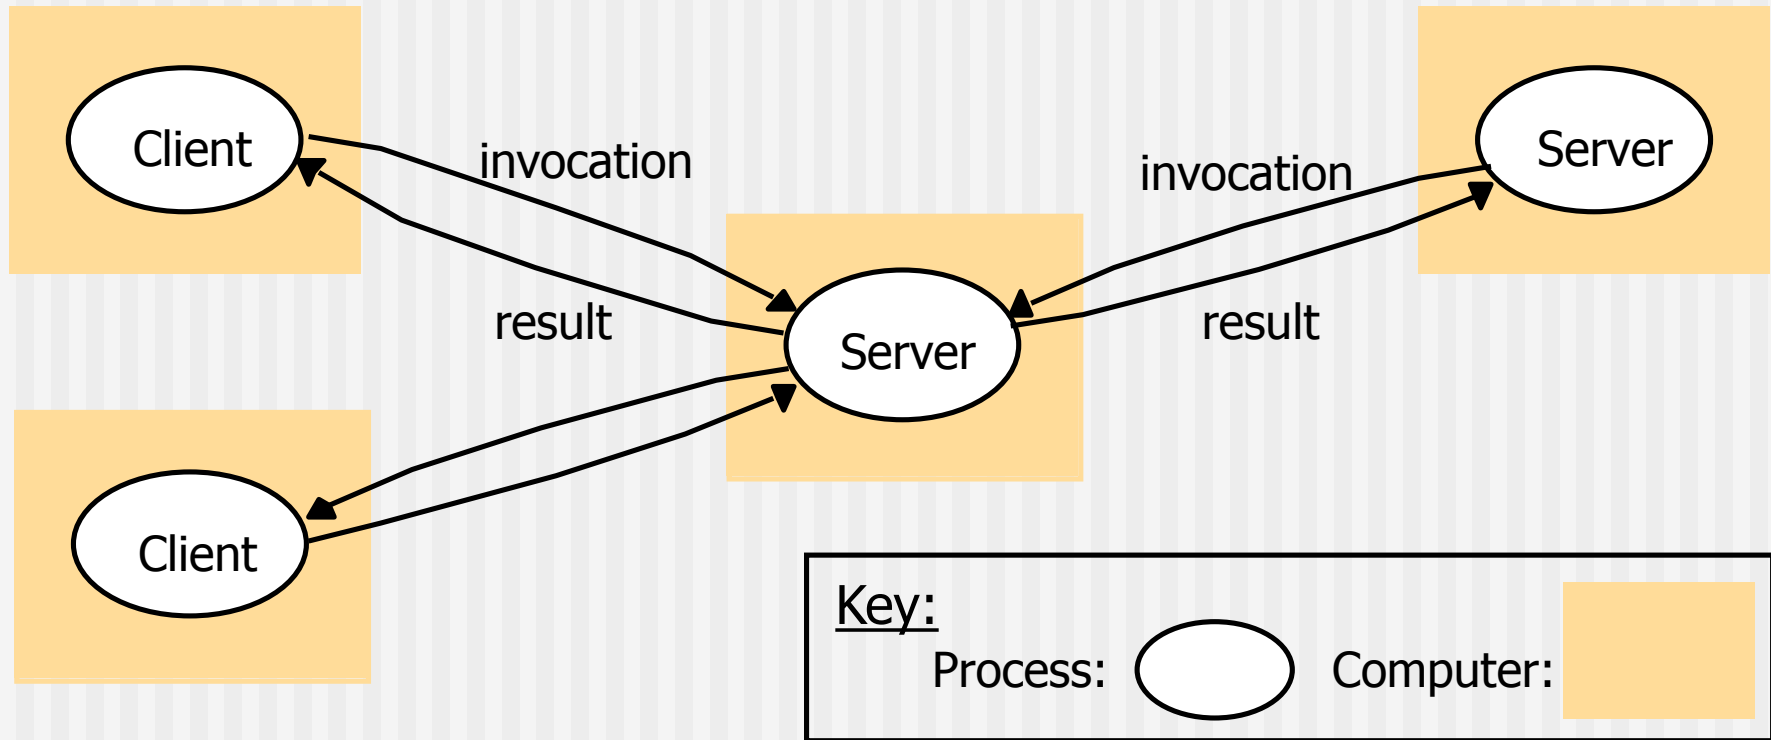 Client
invocation
invocation
Server
result
Server
result
Client
Key:
Process:
Computer: